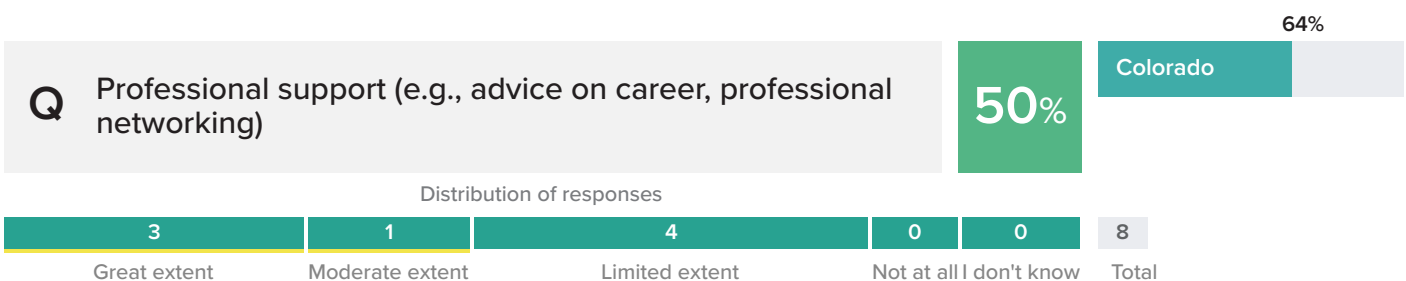 64%
Q
Professional support (e.g., advice on career, professional
networking)
50%
Colorado
Distribution of responses
3 1 4 0 0 8
Great extent Moderate extent Limited extent Not at all I don't know Total